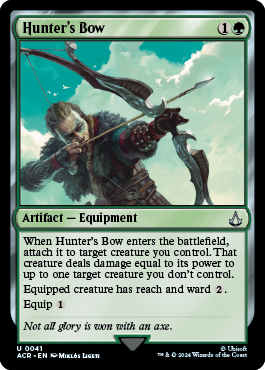 Hunter's Bow 1
Artifact — Equipment
When Hunter's Bow enters the battlefield,
attach it to target creature you control. That
creature deals damage equal to its power to
up to one target creature you don't control.
Equipped creature has reach and ward 2.
Equip 1
Not all glory is won with an axe.
U 0041
ACR • EN Miklós Ligeti
© Ubisoft
™ & © 2024 Wizards of the Coast